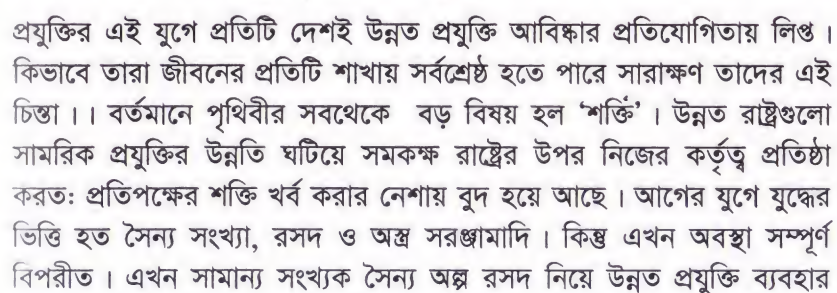 প্রযুক্তির এই যুগে প্রতিটি দেশই উন্নত প্রযুক্তি আবিষ্কার প্রতিযোগিতায় লিপ্ত ।
কিভাবে তারা জীবনের প্রতিটি শাখায় সর্বশ্রেষ্ঠ হতে পারে সারাক্ষণ তাদের এই
চিন্তা । । বর্তমানে পৃথিবীর সবথেকে বড় বিষয় হল ‘শক্তি’ । উন্নত রাষ্ট্রগুলো
সামরিক প্রযুক্তির উন্নতি ঘটিয়ে সমকক্ষ রাষ্ট্রের উপর নিজের কর্তৃত্ব প্রতিষ্ঠা
করত: প্রতিপক্ষের শক্তি খর্ব করার নেশায় বুদ হয়ে আছে । আগের যুগে যুদ্ধের
ভিত্তি হত সৈন্য সংখ্যা, রসদ ও অস্ত্র সরঞ্জামাদি । কিন্তু এখন অবস্থা সম্পূর্ণ
বিপরীত । এখন সামান্য সংখ্যক সৈন্য অল্প রসদ নিয়ে উন্নত প্রযুক্তি ব্যবহার